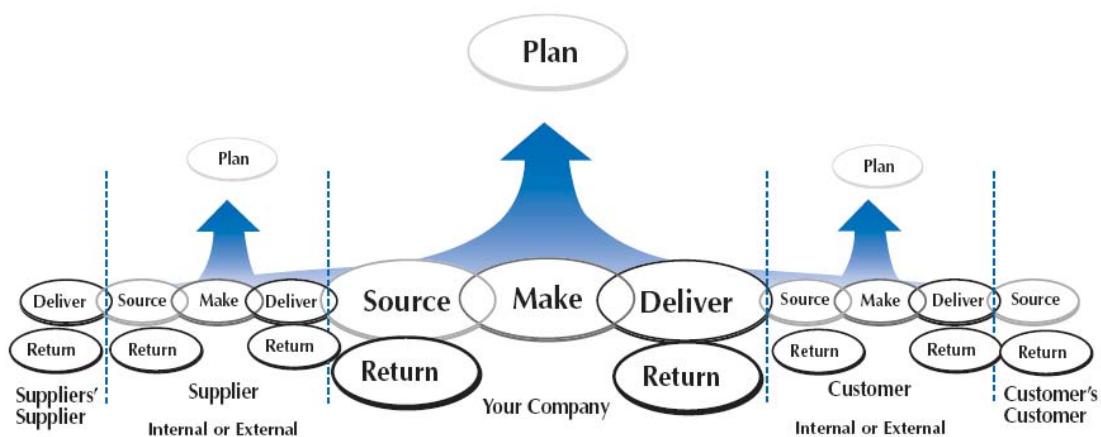 Plan
Plan
Plan
Deliver Source Make Deliver Source Make Deliver Source Make Deliver Source
Return Return Return Return Return Return Return Return
Suppliers'
Supplier
Supplier
Internal or External
Your Company
Customer
Internal or External
Customer's
Customer